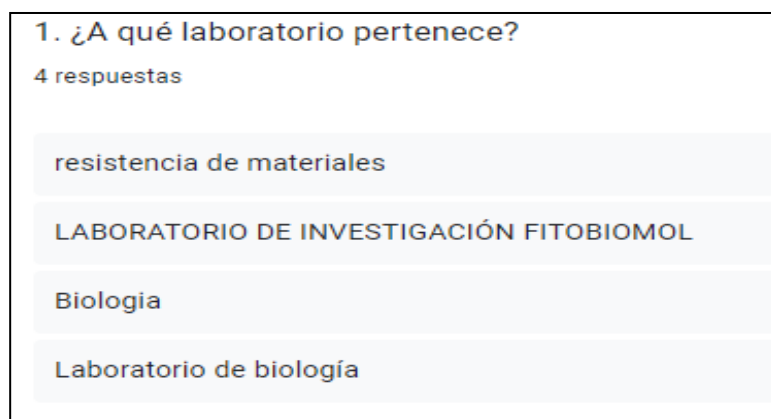 1. ¿A qué laboratorio pertenece?
4 respuestas
resistencia de materiales
LABORATORIO DE INVESTIGACIÓN FITOBIOMOL
Biologia
Laboratorio de biología